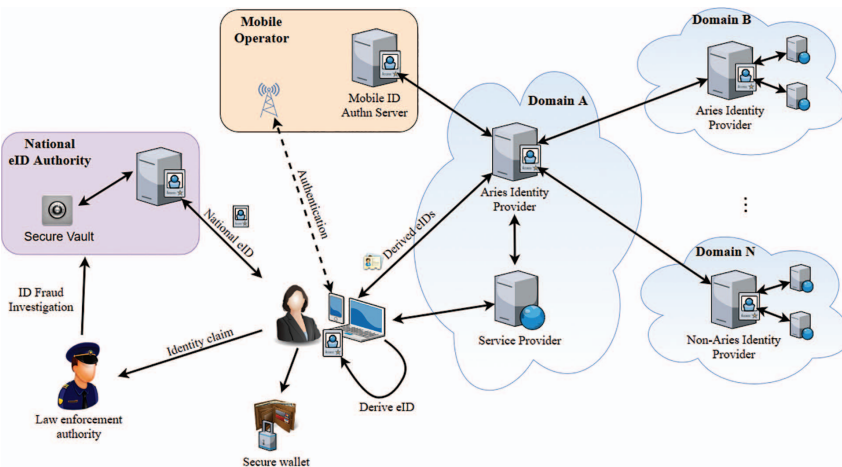 Mobile
Operator
Mobile ID
Authn Server
Domain A
Aries Identity
Provider
Service Provider
Domain B
Aries Identity
Provider
...
Domain N
Non-Aries Identity
Provider
National
eID Authority
Secure Vault
National eID
Authentication
Derived eIDs
ID Fraud
Investigation
Identity claim
Law enforcement
authority
Derive eID
Secure wallet